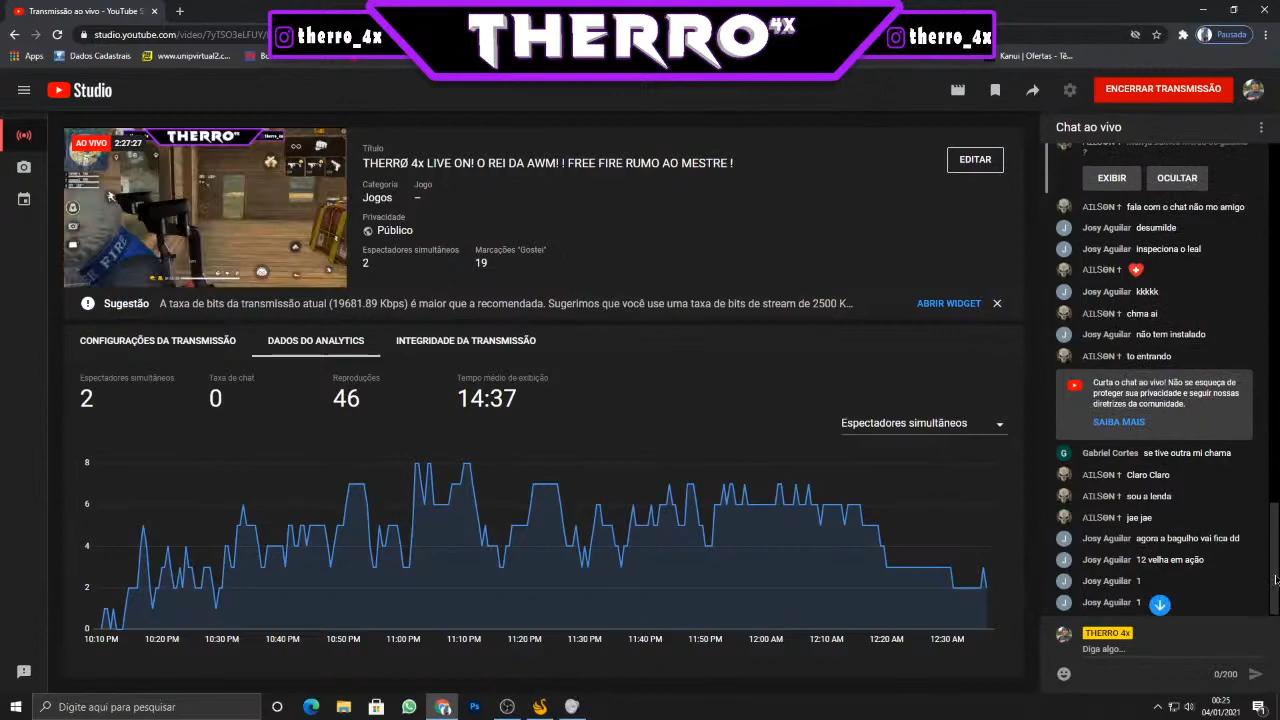 Transmissão ao vivo - YouTube S
studio.youtube.com/video/7yTSO3eLFUY/
Pausada
Apps
Dados Cadastrais
www.unipvirtual2.c...
Kanui | Ofertas - Tê...
therro_4x
THERRO 4X
therro_4x
Studio
ENCERRAR TRANSMISSÃO
AO VIVO 2:27:27
THERRO
Título
THERRØ 4x LIVE ON! O REI DA AWM! ! FREE FIRE RUMO AO MESTRE !
EDITAR
Categoria
Jogo
Jogos
–
Privacidade
Público
Espectadores simultâneos
Marcações "Gostei"
2
19
Sugestão
A taxa de bits da transmissão atual (19681.89 Kbps) é maior que a recomendada. Sugerimos que você use uma taxa de bits de stream de 2500 K...
ABRIR WIDGET
CONFIGURAÇÕES DA TRANSMISSÃO
DADOS DO ANALYTICS
INTEGRIDADE DA TRANSMISSÃO
Espectadores simultâneos
Taxa de chat
Reproduções
Tempo médio de exibição
2
0
46
14:37
Espectadores simultâneos
8
6
4
2
0
10:10 PM
10:20 PM
10:30 PM
10:40 PM
10:50 PM
11:00 PM
11:10 PM
11:20 PM
11:30 PM
11:40 PM
11:50 PM
12:00 AM
12:10 AM
12:20 AM
12:30 AM
Chat ao vivo
?
EXIBIR
OCULTAR
AILSON † fala com o chat não mo amigo
Josy Aguilar desumilde
Josy Aguilar inspeciona o leal
AILSON †
Josy Aguilar kkkkk
AILSON † chma ai
Josy Aguilar não tem instalado
AILSON † to entrando
Curta o chat ao vivo! Não se esqueça de
proteger sua privacidade e seguir nossas
diretrizes da comunidade.
SAIBA MAIS
G Gabriel Cortes se tive outra mi chama
AILSON † Claro Claro
AILSON † sou a lenda
AILSON † jae jae
J Josy Aguilar agora a bagulho vai fica dd
J Josy Aguilar 12 velha em ação
J Josy Aguilar 1
J Josy Aguilar 1
THERRO 4x
Diga algo...
0/200
Digite aqui para pesquisar
Ps
00:25
04/01/2021